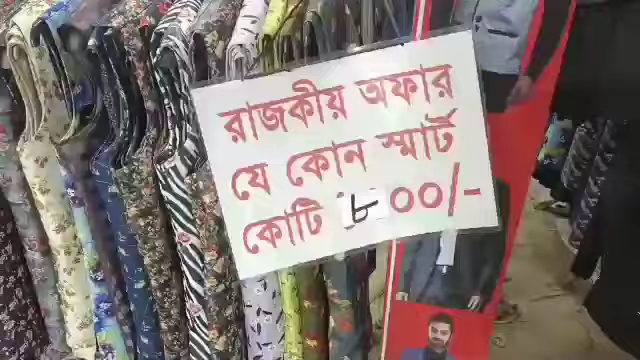 রাজকীয় অফার
যে কোন স্মার্ট
কোটি ৮০০/-